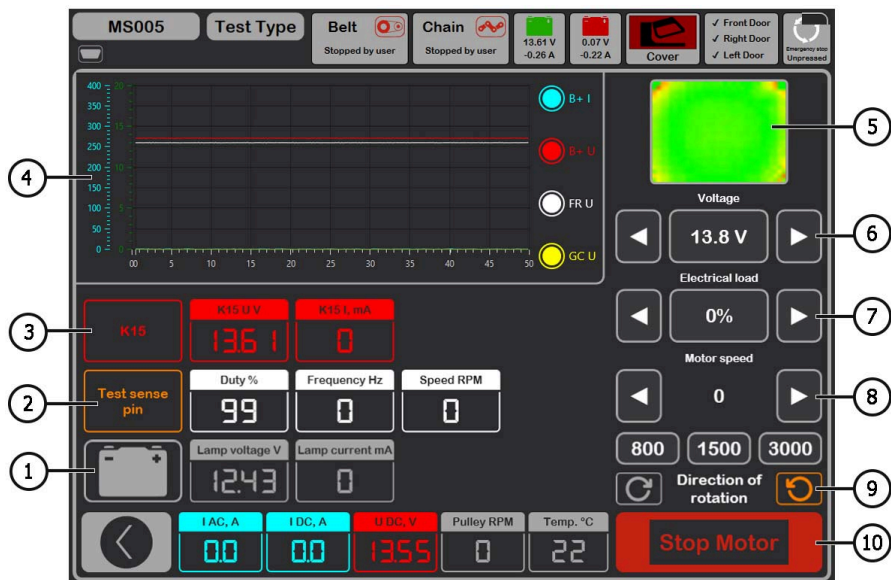 MS005
Test Type
Belt
Stopped by user
Chain
Stopped by user
13.61 V
-0.26 A
0.07 V
-0.22 A
Cover
✓ Front Door
✓ Right Door
✓ Left Door
Emergency stop
Unpressed
400
350
300
250
200
150
100
50
0
20
15
10
5
0
00 5 10 15 20 25 30 35 40 45 50
B+ I
B+ U
FR U
GC U
4
5
Voltage
13.8 V
6
Electrical load
0%
7
Motor speed
0
8
800 1500 3000
Direction of
rotation
9
Stop Motor
10
3
K15
K15 U V
13.61
K15 I, mA
0
2
Test sense
pin
Duty %
99
Frequency Hz
0
Speed RPM
0
1
- +
Lamp voltage V
12.43
Lamp current mA
0
I AC, A
0.0
I DC, A
0.0
U DC, V
13.55
Pulley RPM
0
Temp. °C
22